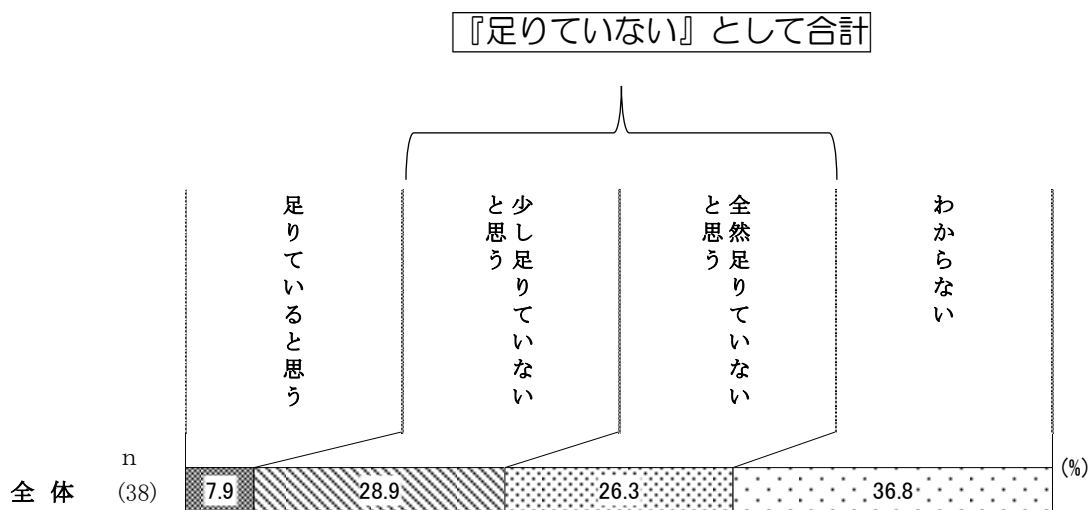 『足りていない』として合計
足りていると思う
少し足りていない
と思う
全然足りていない
と思う
わからない
n
(%)
全体 (38) 7.9 28.9 26.3 36.8